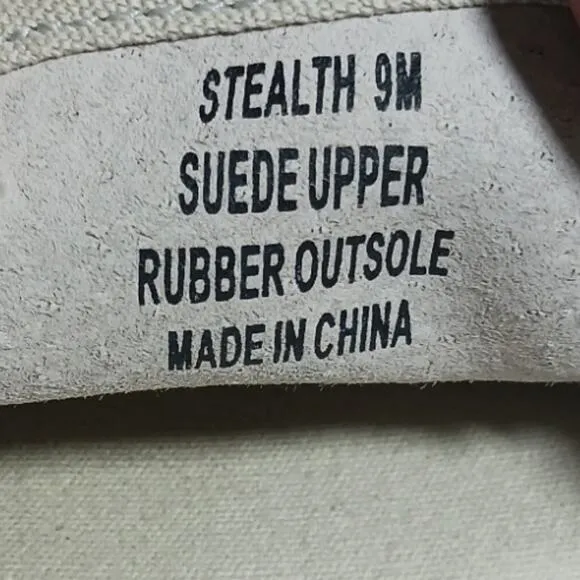 STEALTH 9M
SUEDE UPPER
RUBBER OUTSOLE
MADE IN CHINA